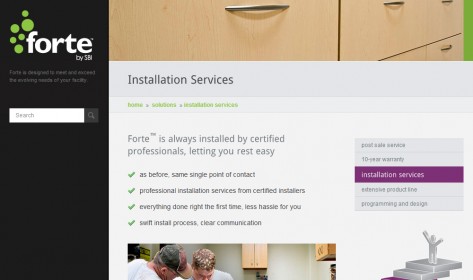 forte™
by SBI
Forte is designed to meet and exceed
the evolving needs of your facility.
Search
Installation Services
home » solutions » installation services
Forte™ is always installed by certified
professionals, letting you rest easy
as before, same single point of contact
professional installation services from certified installers
everything done right the first time, less hassle for you
swift install process, clear communication
post-sale service
10-year warranty
installation services
extensive product line
programming and design